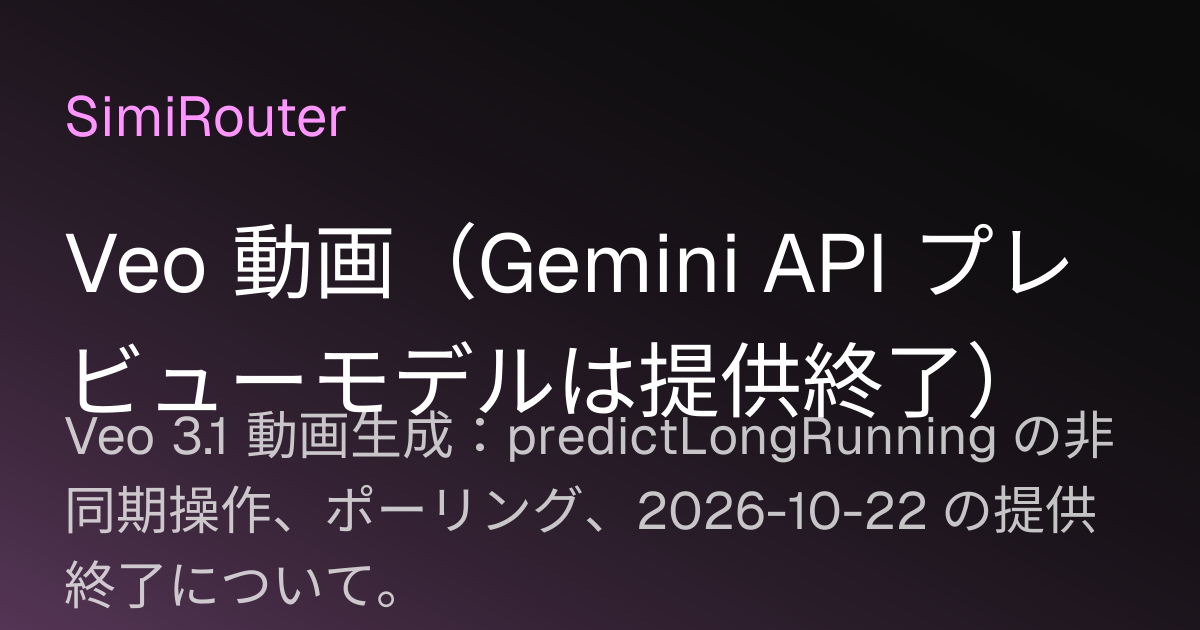 SimiRouter
Veo 動画（Gemini API プレ
ビューモデルは提供終了）
Veo 3.1 動画生成：predictLongRunning の非
同期操作、ポーリング、2026-10-22 の提供
終了について。